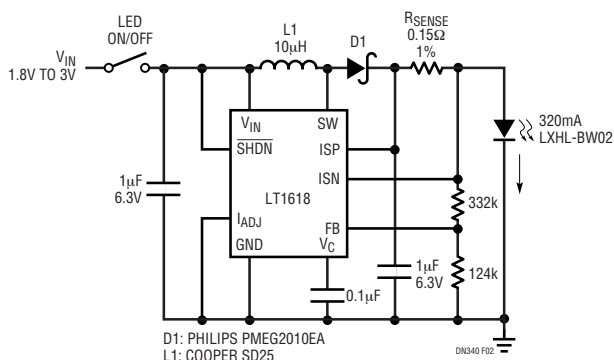 LED
ON/OFF
VIN
1.8V TO 3V
L1
10µH
D1
RSENSE
0.15Ω
1%
VIN
SW
SHDN
ISP
ISN
LT1618
IADJ
FB
GND
VC
1µF
6.3V
0.1µF
1µF
6.3V
332k
124k
320mA
LXHL-BW02
D1: PHILIPS PMEG2010EA
L1: COOPER SD25
DN340 F02